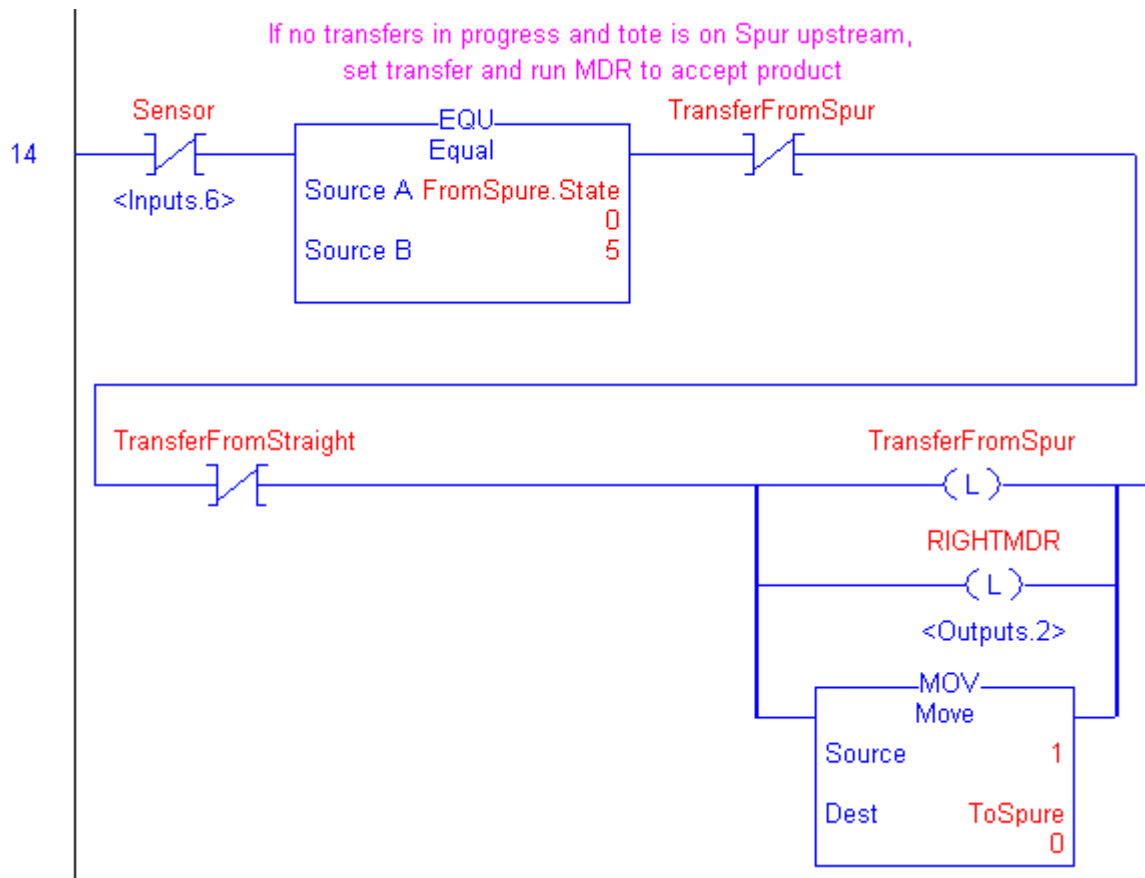 If no transfers in progress and tote is on Spur upstream,
set transfer and run MDR to accept product
14
Sensor
<Inputs.6>
EQU
Equal
Source A FromSpure.State
0
Source B 5
TransferFromSpur
TransferFromStraight
TransferFromSpur
L
RIGHTMDR
L
<Outputs.2>
MOV
Move
Source 1
Dest ToSpure
0